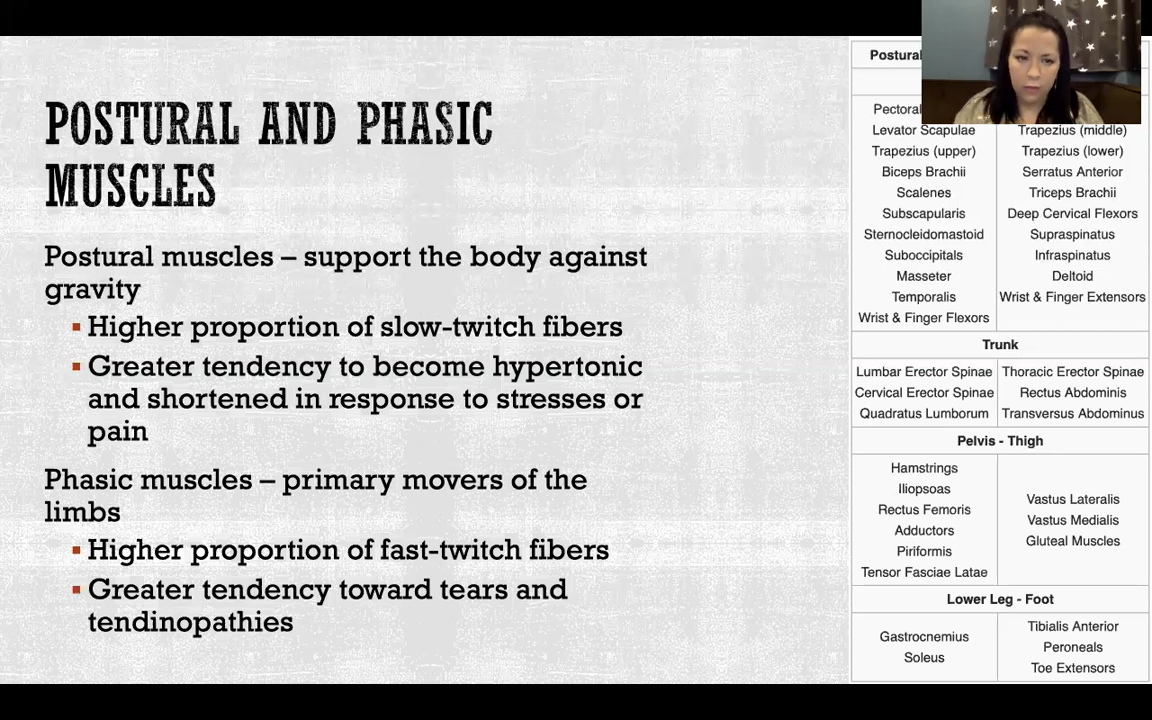 POSTURAL AND PHASIC
MUSCLES
Postural muscles – support the body against
gravity
▪ Higher proportion of slow-twitch fibers
▪ Greater tendency to become hypertonic
and shortened in response to stresses or
pain
Phasic muscles – primary movers of the
limbs
▪ Higher proportion of fast-twitch fibers
▪ Greater tendency toward tears and
tendinopathies
Postural
Levator Scapulae Trapezius (middle)
Trapezius (upper) Trapezius (lower)
Biceps Brachii Serratus Anterior
Scalenes Triceps Brachii
Subscapularis Deep Cervical Flexors
Sternocleidomastoid Supraspinatus
Suboccipitals Infraspinatus
Masseter Deltoid
Temporalis Wrist & Finger Extensors
Wrist & Finger Flexors
Trunk
Lumbar Erector Spinae Thoracic Erector Spinae
Cervical Erector Spinae Rectus Abdominis
Quadratus Lumborum Transversus Abdominus
Pelvis - Thigh
Hamstrings
Iliopsoas
Rectus Femoris
Adductors
Piriformis
Tensor Fasciae Latae
Vastus Lateralis
Vastus Medialis
Gluteal Muscles
Lower Leg - Foot
Gastrocnemius
Soleus
Tibialis Anterior
Peroneals
Toe Extensors